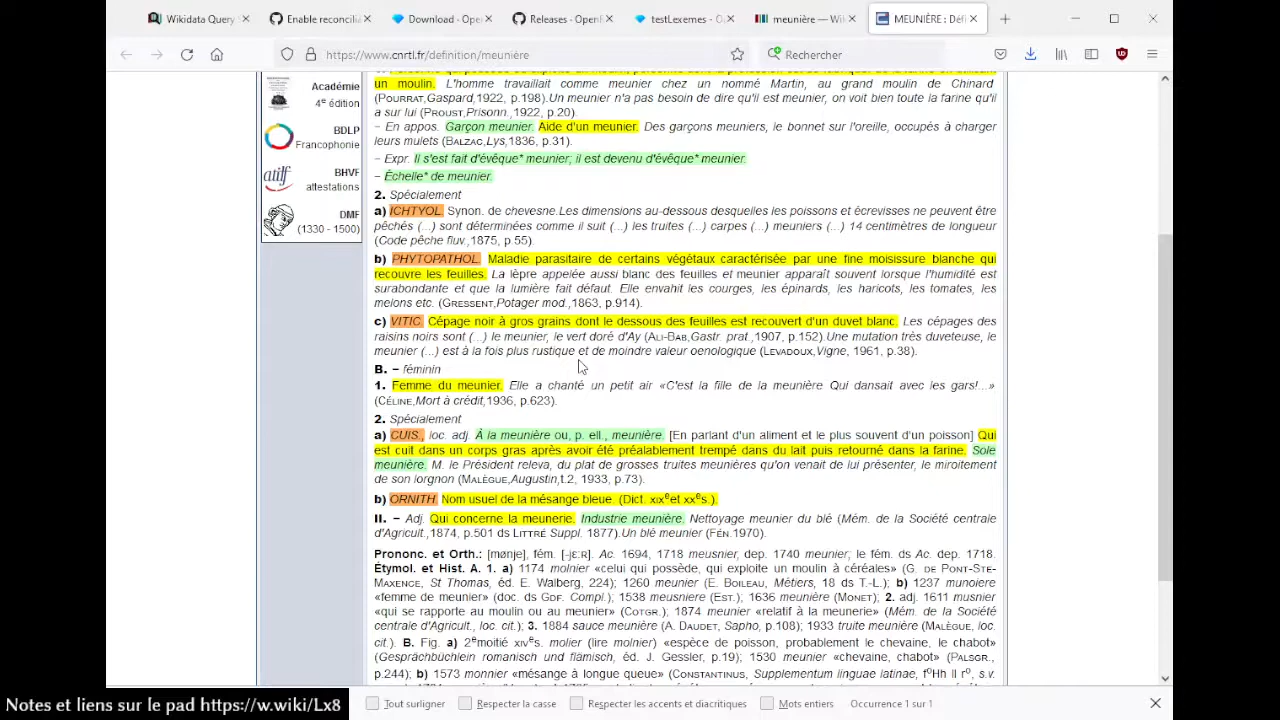 Wikidata Query
Enable reconcili
Download - Ope
Releases - OpenF
testLexemes - O
meunière — Wi
MEUNIÈRE : Défi
https://www.cnrtl.fr/definition/meunière
Rechercher
Académie
4e édition
BDLP
Francophonie
atilf
BHVF
attestations
DMF
(1330 - 1500)
un moulin. L'homme travaillait comme meunier chez un nommé Martin, au grand moulin de Chinard
(POURRAT,Gaspard,1922, p.198).Un meunier n'a pas besoin de dire qu'il est meunier, on voit bien toute la farine qu'il
a sur lui (PROUST,Prisonn.,1922, p.20).
– En appos. Garçon meunier. Aide d'un meunier. Des garçons meuniers, le bonnet sur l'oreille, occupés à charger
leurs mulets (BALZAC,Lys,1836, p.31).
– Expr. Il s'est fait d'évêque* meunier; il est devenu d'évêque* meunier.
– Échelle* de meunier.
2. Spécialement
a) ICHTYOL. Synon. de chevesne.Les dimensions au-dessous desquelles les poissons et écrevisses ne peuvent être
pêchés (...) sont déterminées comme il suit (...) les truites (...) carpes (...) meuniers (...) 14 centimètres de longueur
(Code pêche fluv.,1875, p.55).
b) PHYTOPATHOL. Maladie parasitaire de certains végétaux caractérisée par une fine moisissure blanche qui
recouvre les feuilles. La lèpre appelée aussi blanc des feuilles et meunier apparaît souvent lorsque l'humidité est
surabondante et que la lumière fait défaut. Elle envahit les courges, les épinards, les haricots, les tomates, les
melons etc. (GRESSENT,Potager mod.,1863, p.914).
c) VITIC. Cépage noir à gros grains dont le dessous des feuilles est recouvert d'un duvet blanc. Les cépages des
raisins noirs sont (...) le meunier, le vert doré d'Ay (ALI-BAB,Gastr. prat.,1907, p.152).Une mutation très duveteuse, le
meunier (...) est à la fois plus rustique et de moindre valeur oenologique (LEVADOUX,Vigne, 1961, p.38).
B. − féminin
1. Femme du meunier. Elle a chanté un petit air «C'est la fille de la meunière Qui dansait avec les gars!...»
(CÉLINE,Mort à crédit,1936, p.623).
2. Spécialement
a) CUIS., loc. adj. À la meunière ou, p. ell., meunière. [En parlant d'un aliment et le plus souvent d'un poisson] Qui
est cuit dans un corps gras après avoir été préalablement trempé dans du lait puis retourné dans la farine. Sole
meunière. M. le Président releva, du plat de grosses truites meunières qu'on venait de lui présenter, le miroitement
de son lorgnon (MALÈGUE,Augustin,t.2, 1933, p.73).
b) ORNITH. Nom usuel de la mésange bleue. (Dict. XIXe et XXes.).
II. − Adj. Qui concerne la meunerie. Industrie meunière. Nettoyage meunier du blé (Mém. de la Société centrale
d'Agricult.,1874, p.501 ds LITTRÉ Suppl. 1877).Un blé meunier (FÉN.1970).
Prononc. et Orth.: [mønje], fém. [-jɛ:ʀ]. Ac. 1694, 1718 meusnier, dep. 1740 meunier; le fém. ds Ac. dep. 1718.
Étymol. et Hist. A. 1. a) 1174 molnier «celui qui possède, qui exploite un moulin à céréales» (G. DE PONT-STE-
MAXENCE, St Thomas, éd. E. Walberg, 224); 1260 meunier (E. BOILEAU, Métiers, 18 ds T.-L.); b) 1237 munoiere
«femme de meunier» (doc. ds GDF. Compl.); 1538 meusniere (EST.); 1636 meunière (MONET); 2. adj. 1611 musnier
«qui se rapporte au moulin ou au meunier» (COTGR.); 1874 meunier «relatif à la meunerie» (Mém. de la Société
centrale d'Agricult., loc. cit.); 3. 1884 sauce meunière (A. DAUDET, Sapho, p.108); 1933 truite meunière (MALÈGUE, loc.
cit.). B. Fig. a) 2emoitié XIVes. molier (lire molnier) «espèce de poisson, probablement le chevaine, le chabot»
(Gesprächbüchlein romanisch und flämisch, éd. J. Gessler, p.19); 1530 meunier «chevaine, chabot» (PALSGR.,
p.244); b) 1573 monnier «mésange à longue queue» (CONSTANTINUS, Supplementum linguae latinae, foHh II ro, s.v.
Notes et liens sur le pad https://w.wiki/Lx8
Tout surligner
Respecter la casse
Respecter les accents et diacritiques
Mots entiers
Occurrence 1 sur 1